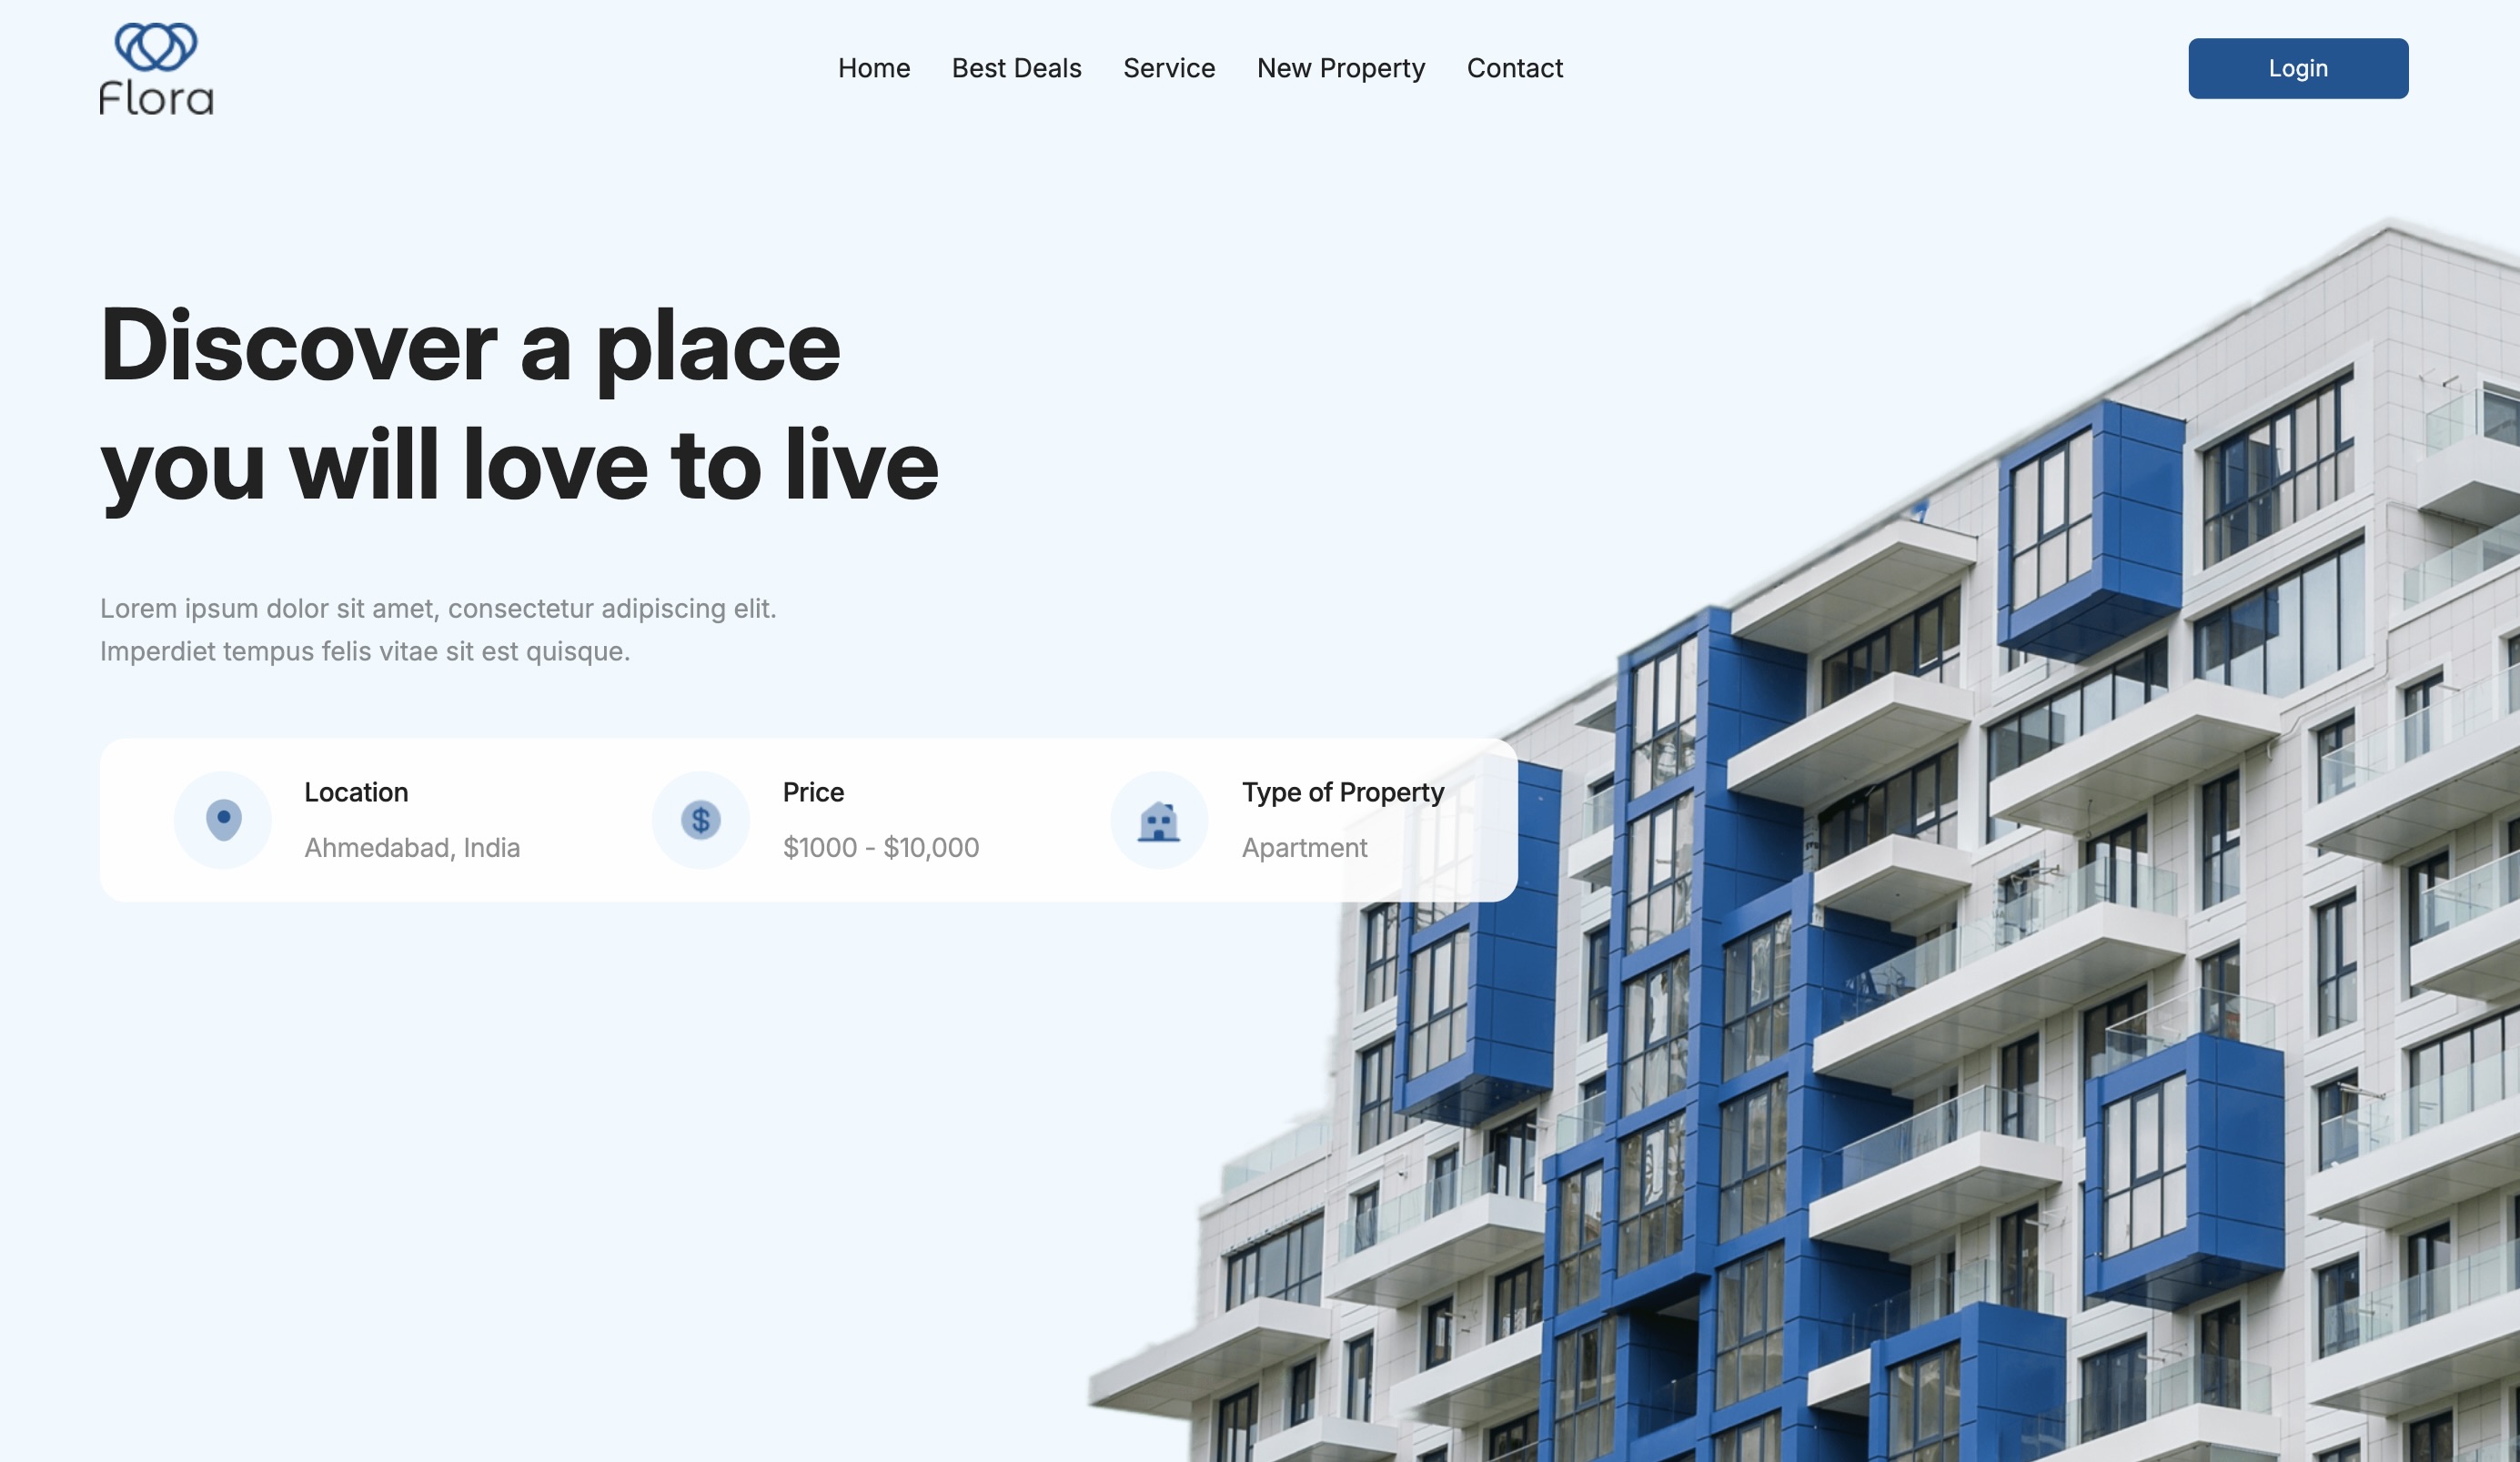 Flora
Home
Best Deals
Service
New Property
Contact
Login
Discover a place
you will love to live
Lorem ipsum dolor sit amet, consectetur adipiscing elit.
Imperdiet tempus felis vitae sit est quisque.
Location
Ahmedabad, India
$
Price
$1000 - $10,000
Type of Property
Apartment